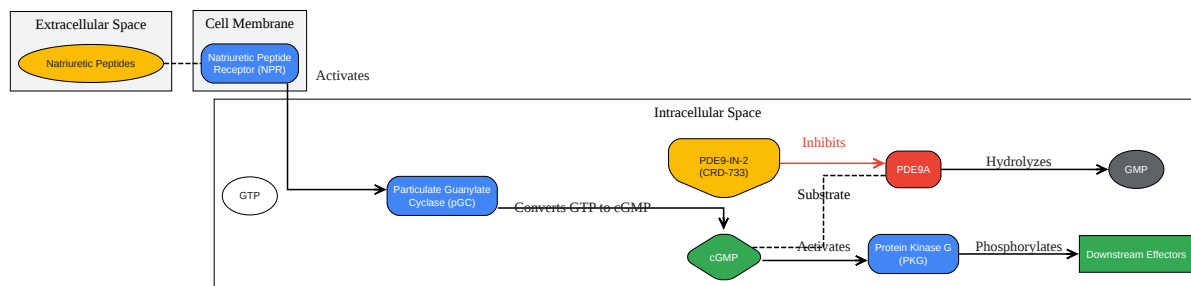 Extracellular Space
Natriuretic Peptides
Cell Membrane
Natriuretic Peptide
Receptor (NPR)
Activates
Intracellular Space
GTP
Particulate Guanylate
Cyclase (pGC)
Converts GTP to cGMP
PDE9-IN-2
(CRD-733)
Inhibits
PDE9A
Hydrolyzes
GMP
Substrate
cGMP
Activates
Protein Kinase G
(PKG)
Phosphorylates
Downstream Effectors